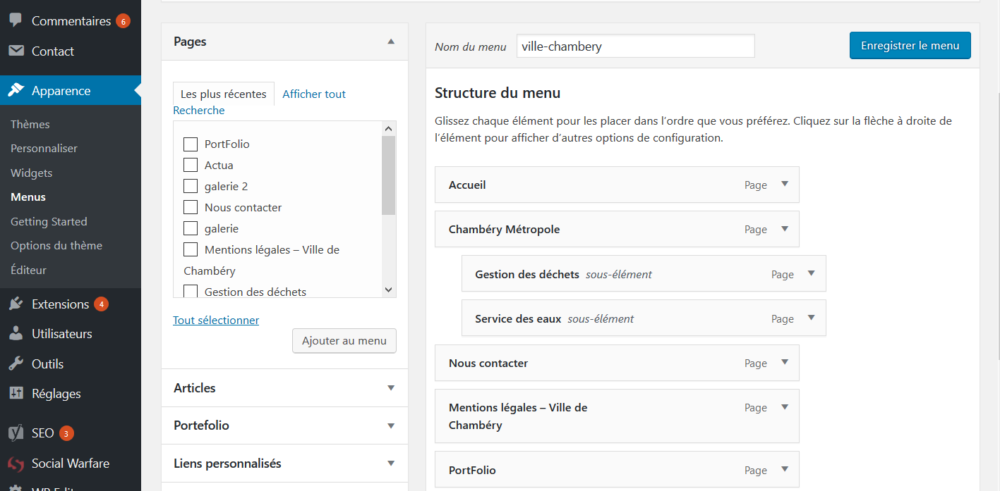 Commentaires 6
Contact
Apparence
Thèmes
Personnaliser
Widgets
Menus
Getting Started
Options du thème
Éditeur
Extensions 4
Utilisateurs
Outils
Réglages
SEO 3
Social Warfare
Pages
Les plus récentes Afficher tout
Recherche
PortFolio
Actua
galerie 2
Nous contacter
galerie
Mentions légales – Ville de
Chambéry
Gestion des déchets
Tout sélectionner
Ajouter au menu
Articles
Portefolio
Liens personnalisés
Nom du menu ville-chambery Enregistrer le menu
Structure du menu
Glissez chaque élément pour les placer dans l’ordre que vous préférez. Cliquez sur la flèche à droite de
l’élément pour afficher d’autres options de configuration.
Accueil Page
Chambéry Métropole Page
Gestion des déchets sous-élément Page
Service des eaux sous-élément Page
Nous contacter Page
Mentions légales – Ville de Page
Chambéry
PortFolio Page